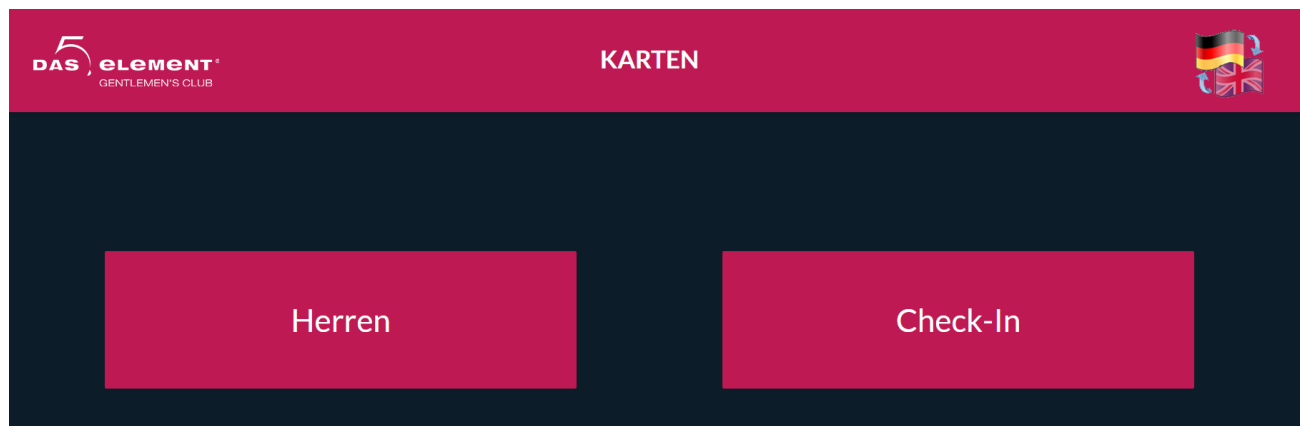 5
DAS eLeMeNT®
GENTLEMEN'S CLUB
KARTEN
Herren
Check-In